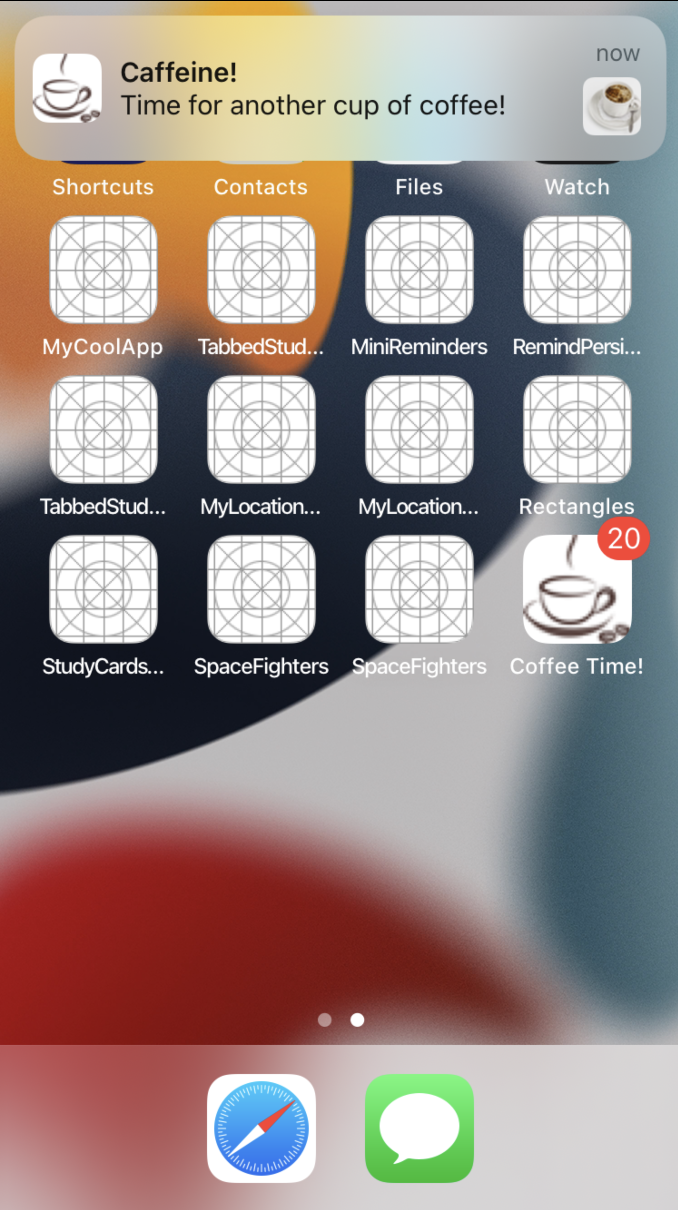 now
Caffeine!
Time for another cup of coffee!
Shortcuts Contacts Files Watch
MyCoolApp TabbedStud... MiniReminders RemindPersi...
TabbedStud... MyLocation... MyLocation... Rectangles
20
StudyCards... SpaceFighters SpaceFighters Coffee Time!